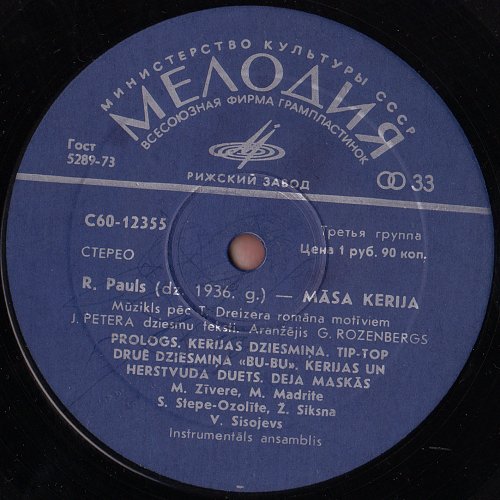 МИНИСТЕРСТВО КУЛЬТУРЫ СССР
МЕЛОДИЯ
ВСЕСОЮЗНАЯ ФИРМА ГРАМПЛАСТИНОК
Гост
5289-73
РИЖСКИЙ ЗАВОД
33
С60-12355
Третья группа
СТЕРЕО
Цена 1 руб. 90 коп.
R. Pauls (dz. 1936. g.) — MĀSA KERIJA
Mūzikls pēc T. Dreizera romāna motīviem
J. PETERA dziesmu teksti. Aranžējis G. ROZENBERGS
PROLOGS. KERIJAS DZIESMIŅA. TIP-TOP
DRUĒ DZIESMIŅA «BU-BU». KERIJAS UN
HERSTVUDA DUETS. DEJA MASKĀS
M. Zīvere, M. Madrite
S. Stepe-Ozolīte, Ž. Siksna
V. Sisojevs
Instrumentāls ansamblis